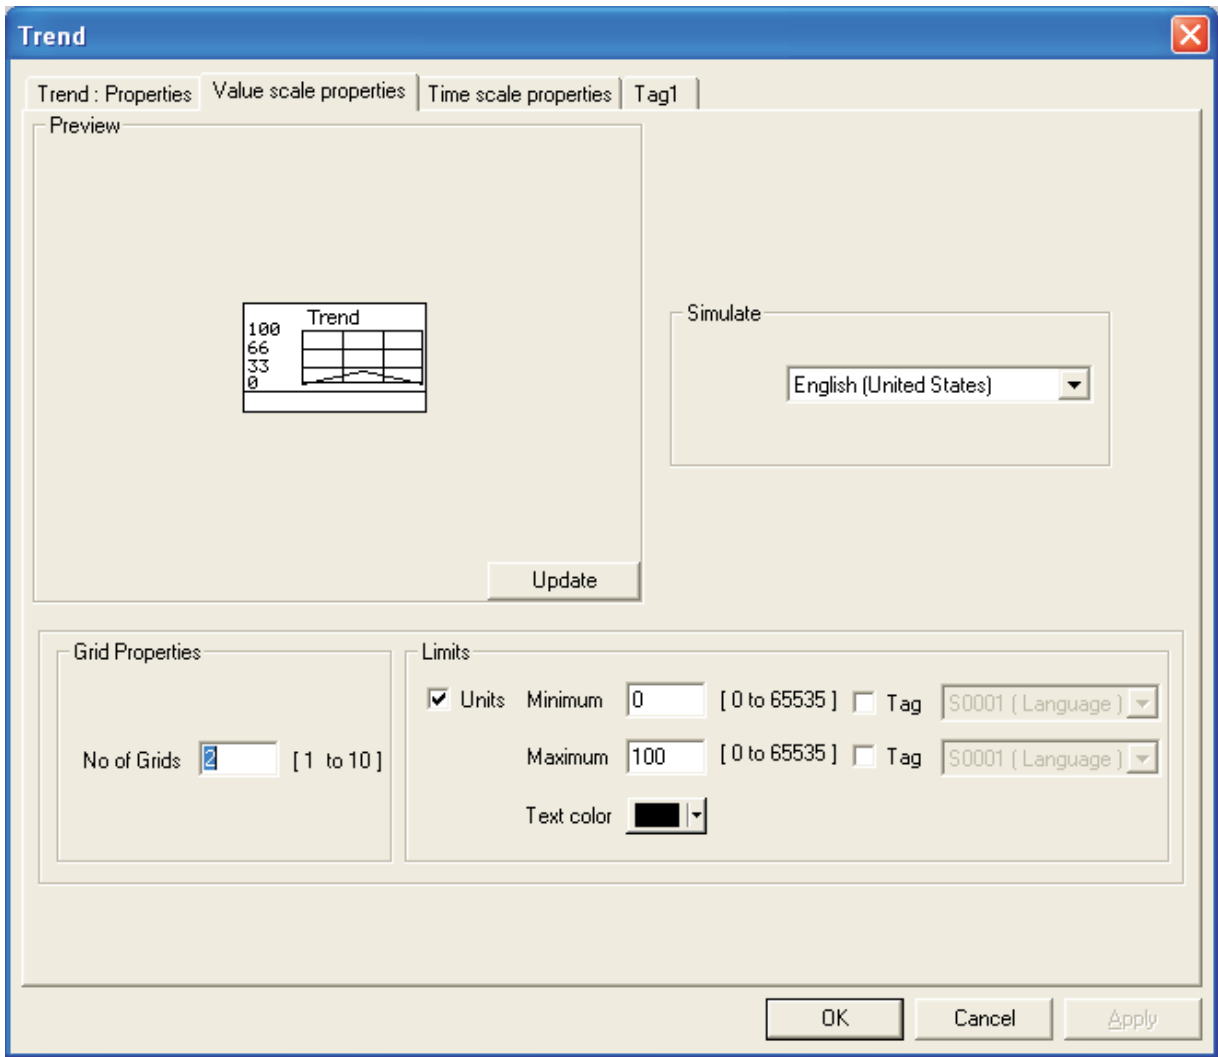 Trend
Trend : Properties
Value scale properties
Time scale properties
Tag1
Preview
Trend
100
66
33
0
Update
Simulate
English (United States)
Grid Properties
No of Grids 2 [ 1 to 10 ]
Limits
Units Minimum 0 [ 0 to 65535 ] Tag S0001 ( Language )
Maximum 100 [ 0 to 65535 ] Tag S0001 ( Language )
Text color
OK
Cancel
Apply